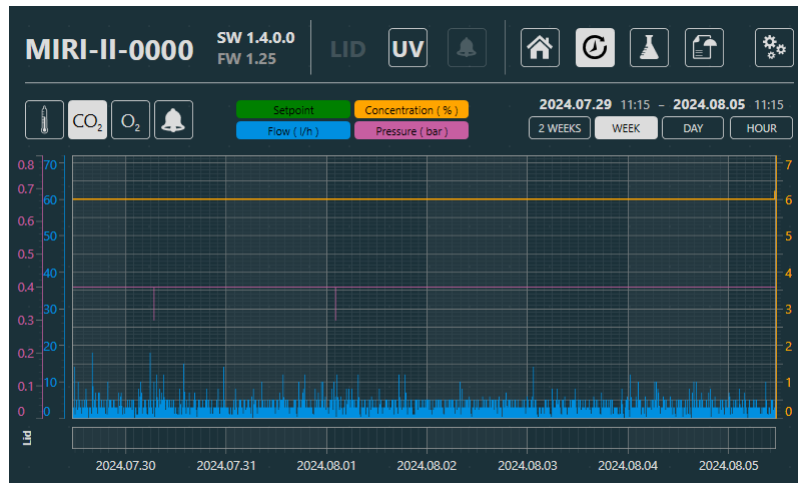 MIRI-II-0000 SW 1.4.0.0 LID UV
FW 1.25
CO₂ O₂ Setpoint Concentration ( % ) 2024.07.29 11:15 – 2024.08.05 11:15
Flow ( l/h ) Pressure ( bar ) 2 WEEKS WEEK DAY HOUR
0.8 70 7
0.7
60 6
0.6
50 5
0.5
40 4
0.4
30 3
0.3
0.2 20 2
0.1 10 1
0 0 0
Lid
2024.07.30 2024.07.31 2024.08.01 2024.08.02 2024.08.03 2024.08.04 2024.08.05